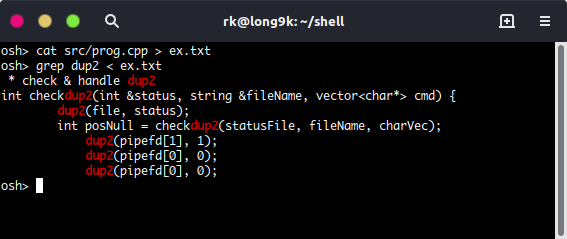 rk@long9k: ~/shell
osh> cat src/prog.cpp > ex.txt
osh> grep dup2 < ex.txt
 * check & handle dup2
int checkdup2(int &status, string &fileName, vector<char*> cmd) {
        dup2(file, status);
        int posNull = checkdup2(statusFile, fileName, charVec);
            dup2(pipefd[1], 1);
            dup2(pipefd[0], 0);
            dup2(pipefd[0], 0);
osh>